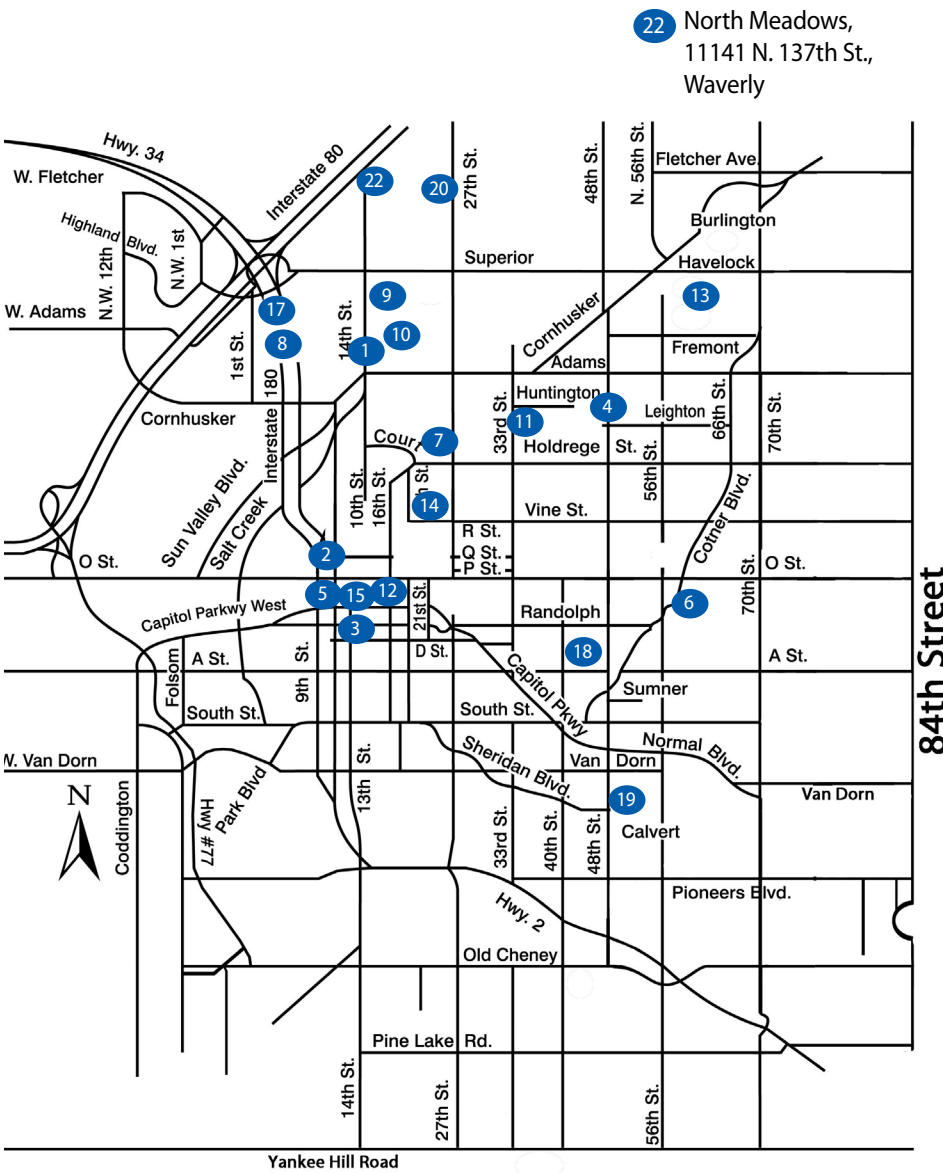 22 North Meadows,
11141 N. 137th St.,
Waverly
Hwy. 34
Interstate 80
W. Fletcher
22
20
27th St.
48th St.
N. 56th St.
Fletcher Ave.
Highland Blvd.
N.W. 12th
N.W. 1st
Burlington
Superior
Havelock
17
9
13
W. Adams
1st St.
8
14th St.
1
10
Cornhusker
Fremont
Adams
180
Interstate
Huntington
4
Leighton
66th St.
70th St.
Cornhusker
33rd St.
11
Court
7
Holdrege St.
56th St.
Sun Valley Blvd.
Salt Creek
10th St.
16th St.
14
Vine St.
Cotner Blvd.
R St.
Q St.
P St.
2
O St.
O St.
70th St.
5
15
12
6
Capitol Parkwy West
21st St.
Randolph
3
D St.
18
A St.
Folsom
9th St.
A St.
Capitol Pkwy
Sumner
84th Street
South St.
South St.
Normal Blvd.
W. Van Dorn
13th St.
Sheridan Blvd.
Van Dorn
N
Park Blvd
Hwy #77
Coddington
19
Van Dorn
33rd St.
40th St.
48th St.
Calvert
Pioneers Blvd.
Hwy. 2
Old Cheney
Pine Lake Rd.
14th St.
27th St.
56th St.
Yankee Hill Road